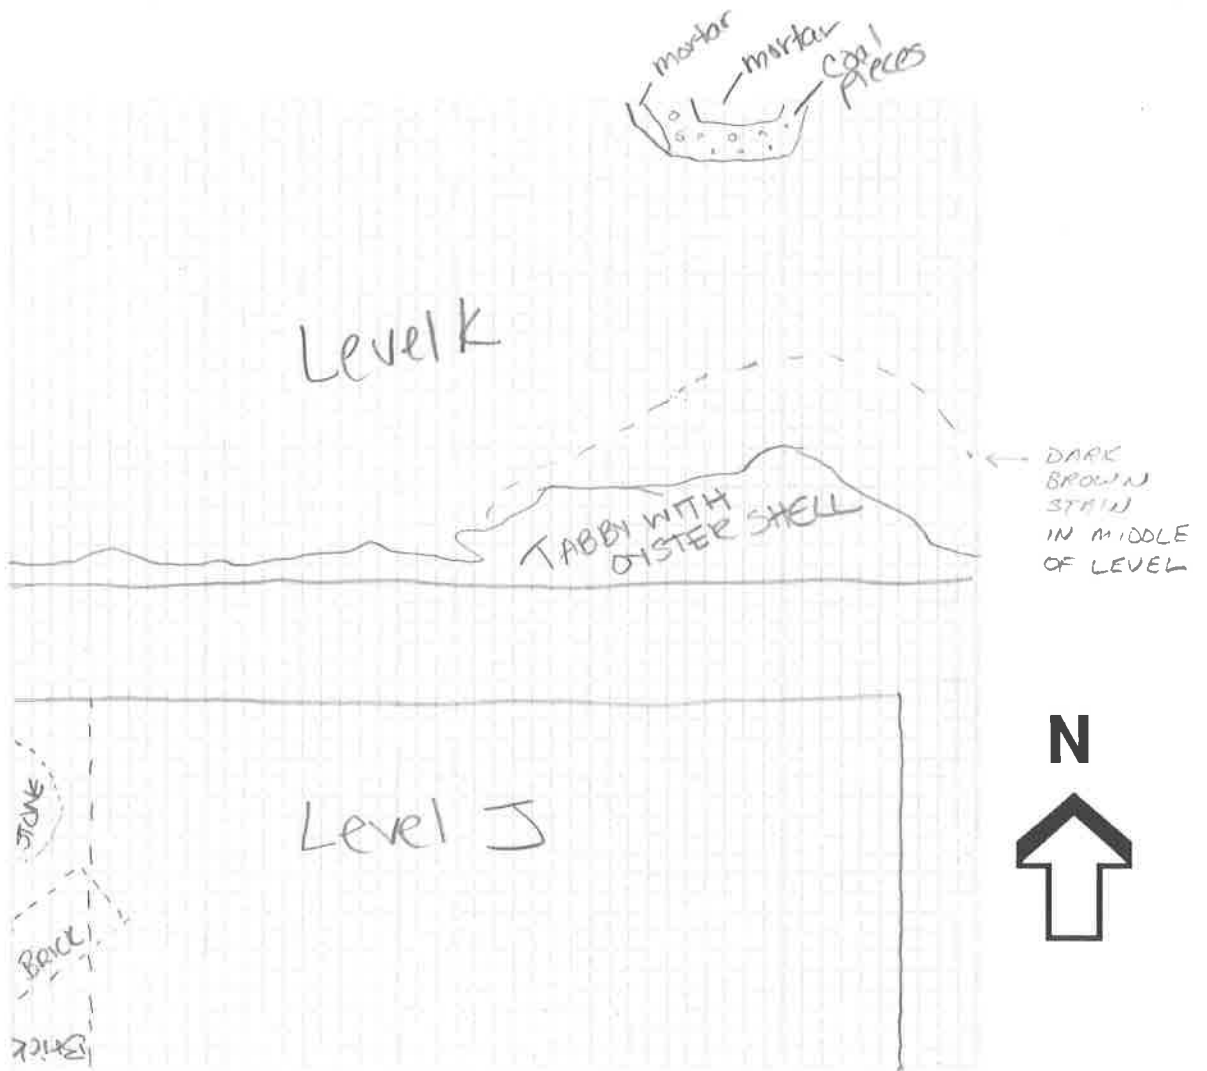 mortar
mortar
coal
pieces
Level K
DARK
BROWN
STAIN
IN MIDDLE
OF LEVEL
TABBY WITH
OYSTER SHELL
N
STONE
Level J
BRICK
Brick